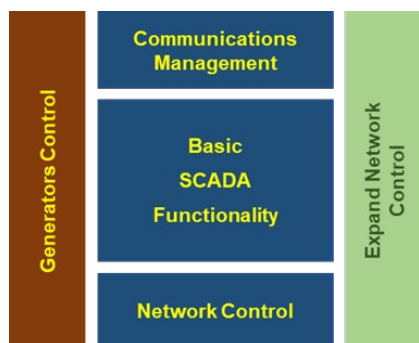 Generators Control
Communications
Management
Basic
SCADA
Functionality
Network Control
Expand Network
Control